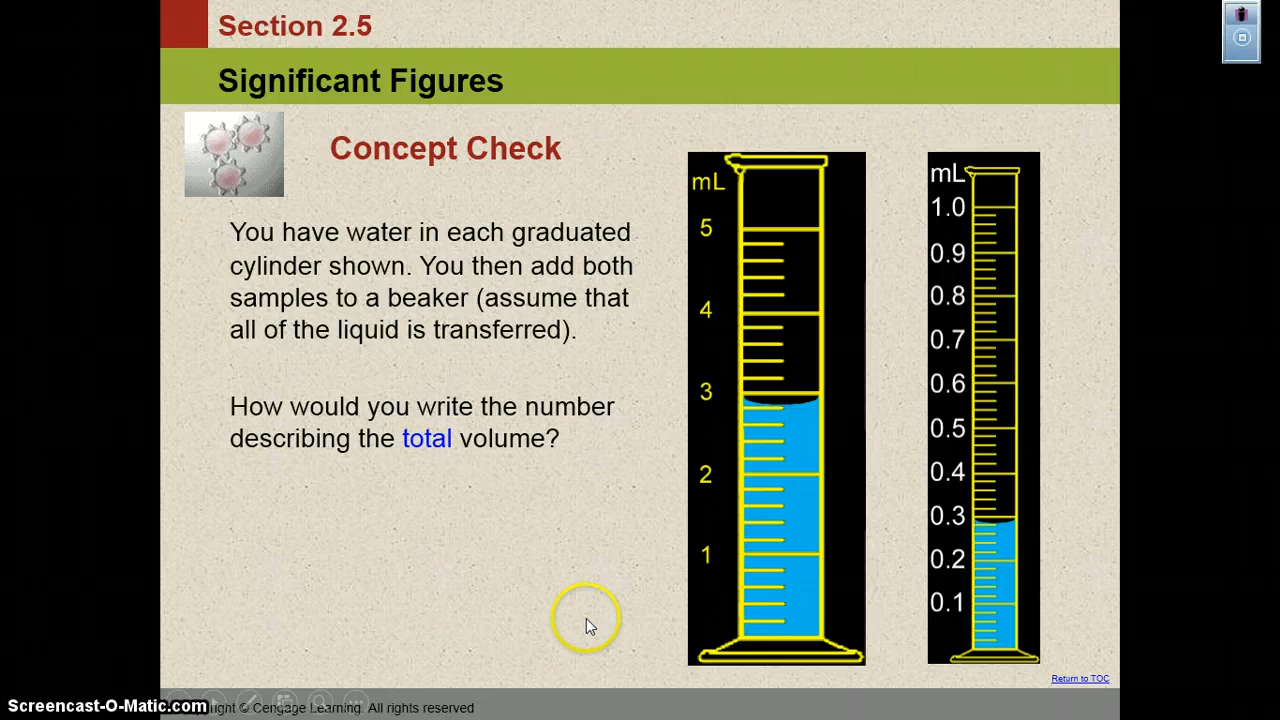 Section 2.5
Significant Figures
Concept Check
You have water in each graduated
cylinder shown. You then add both
samples to a beaker (assume that
all of the liquid is transferred).
How would you write the number
describing the total volume?
mL
5
4
3
2
1
mL
1.0
0.9
0.8
0.7
0.6
0.5
0.4
0.3
0.2
0.1
Return to TOC
Screencast-O-Matic.com
© Cengage Learning. All rights reserved